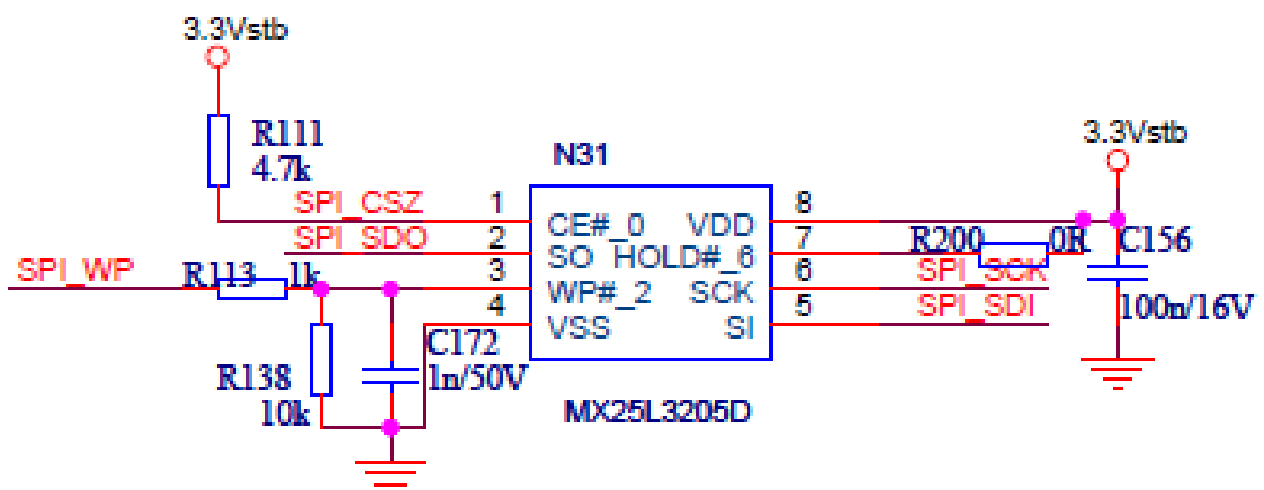 3.3Vstb
R111
4.7k
3.3Vstb
N31
SPI_CSZ 1 CE#_0 VDD 8
SPI_SDO 2 SO HOLD#_6 7 R200 0R C156
SPI_WP R113 1k 3 WP#_2 SCK 6 SPI_SCK
4 VSS SI 5 SPI_SDI 100n/16V
C172
R138 1n/50V
10k MX25L3205D